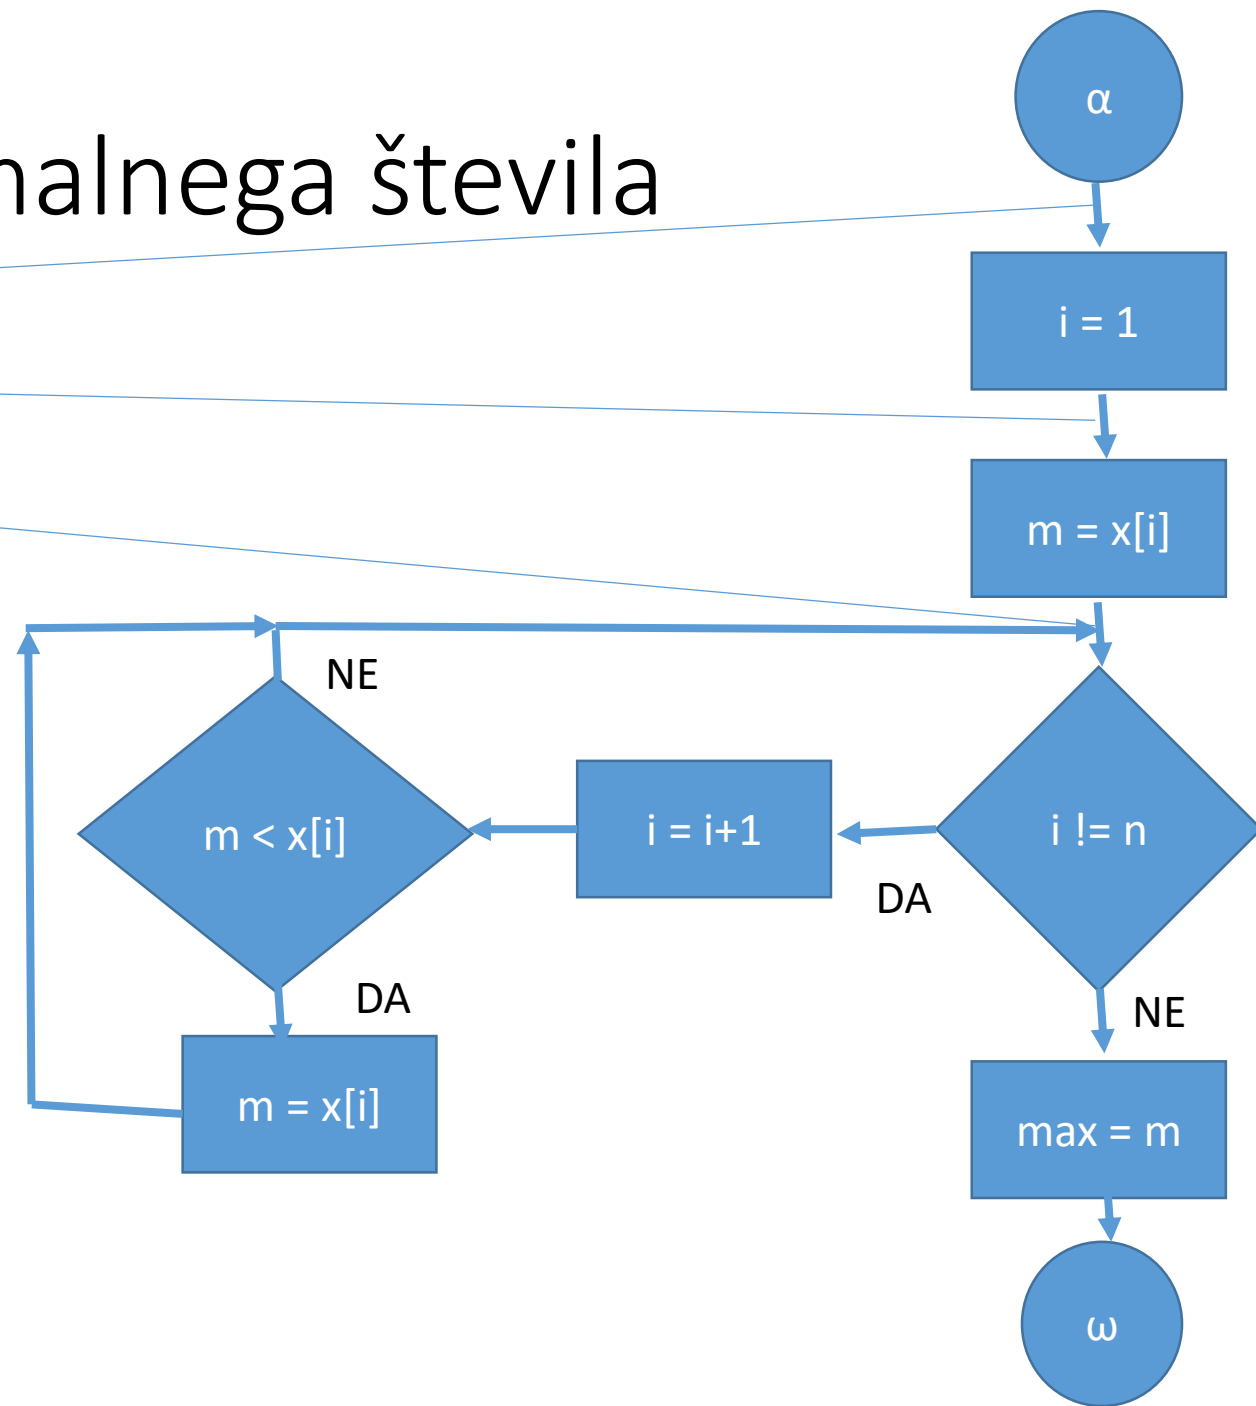 α
nalnega števila
i = 1
m = x[i]
NE
m < x[i]
i = i+1
i != n
DA
DA
NE
m = x[i]
max = m
ω